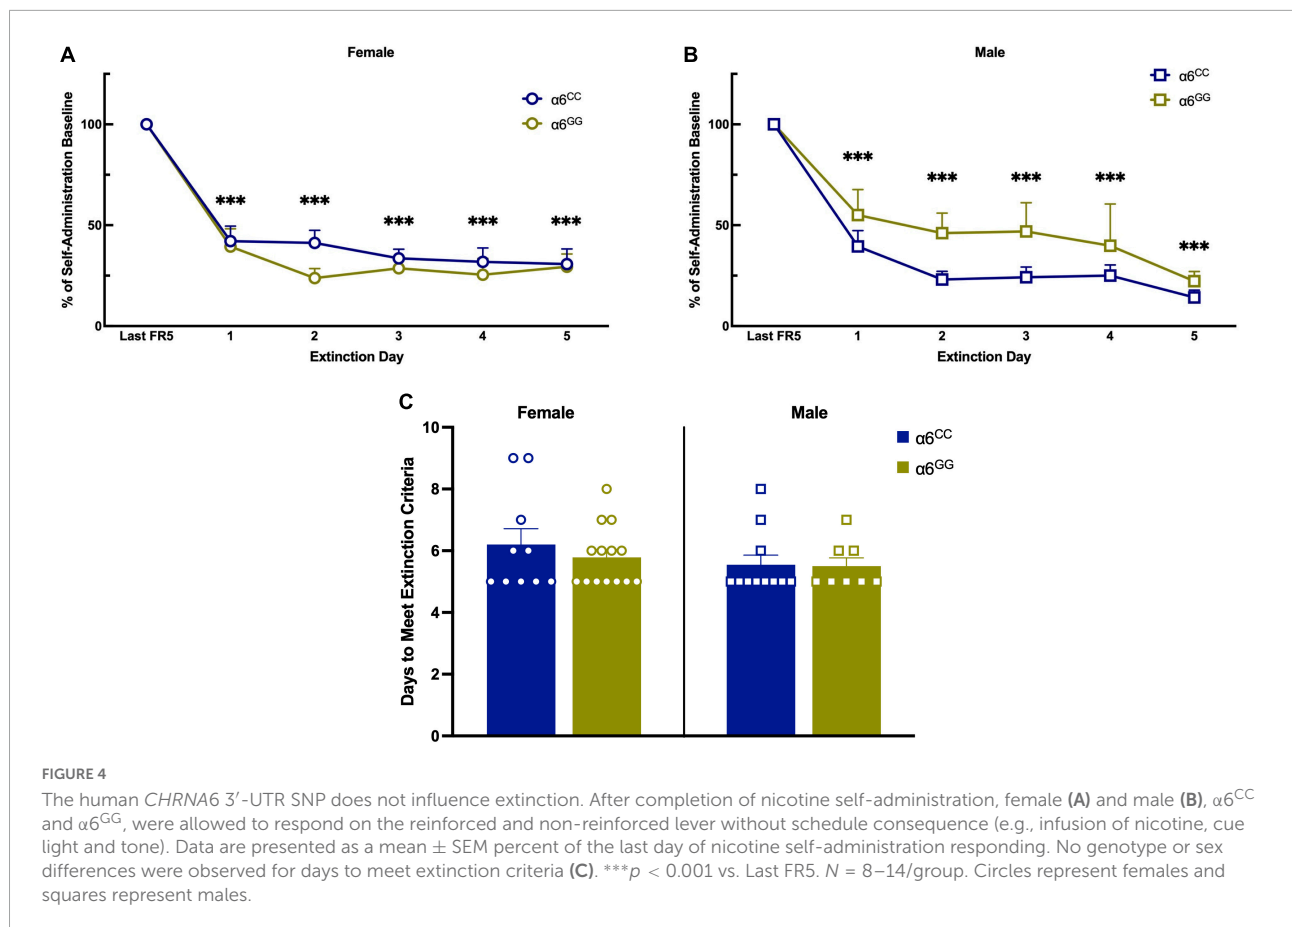 A
Female
% of Self-Administration Baseline
100
50
0
α6CC
α6GG
***
***
***
***
***
Last FR5 1 2 3 4 5
Extinction Day
B
Male
% of Self-Administration Baseline
100
50
0
α6CC
α6GG
***
***
***
***
***
Last FR5 1 2 3 4 5
Extinction Day
C
Female
Male
Days to Meet Extinction Criteria
10
8
6
4
2
0
α6CC
α6GG
FIGURE 4
The human CHRNA6 3′-UTR SNP does not influence extinction. After completion of nicotine self-administration, female (A) and male (B), α6CC
and α6GG, were allowed to respond on the reinforced and non-reinforced lever without schedule consequence (e.g., infusion of nicotine, cue
light and tone). Data are presented as a mean ± SEM percent of the last day of nicotine self-administration responding. No genotype or sex
differences were observed for days to meet extinction criteria (C). ***p < 0.001 vs. Last FR5. N = 8–14/group. Circles represent females and
squares represent males.